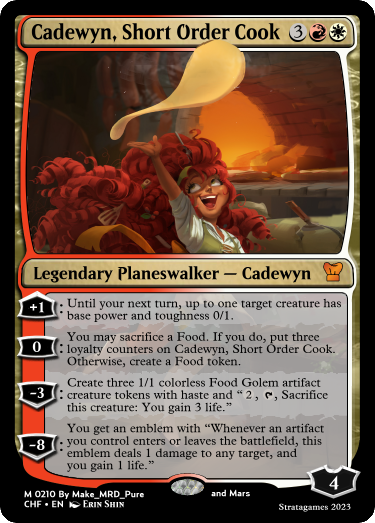 Cadewyn, Short Order Cook 3
Legendary Planeswalker — Cadewyn
+1 : Until your next turn, up to one target creature has
base power and toughness 0/1.
0 : You may sacrifice a Food. If you do, put three
loyalty counters on Cadewyn, Short Order Cook.
Otherwise, create a Food token.
-3 : Create three 1/1 colorless Food Golem artifact
creature tokens with haste and “ 2 , , Sacrifice
this creature: You gain 3 life.”
-8 : You get an emblem with “Whenever an artifact
you control enters or leaves the battlefield, this
emblem deals 1 damage to any target, and
you gain 1 life.”
4
M 0210 By Make_MRD_Pure and Mars
CHF • EN Erin Shin Stratagames 2023